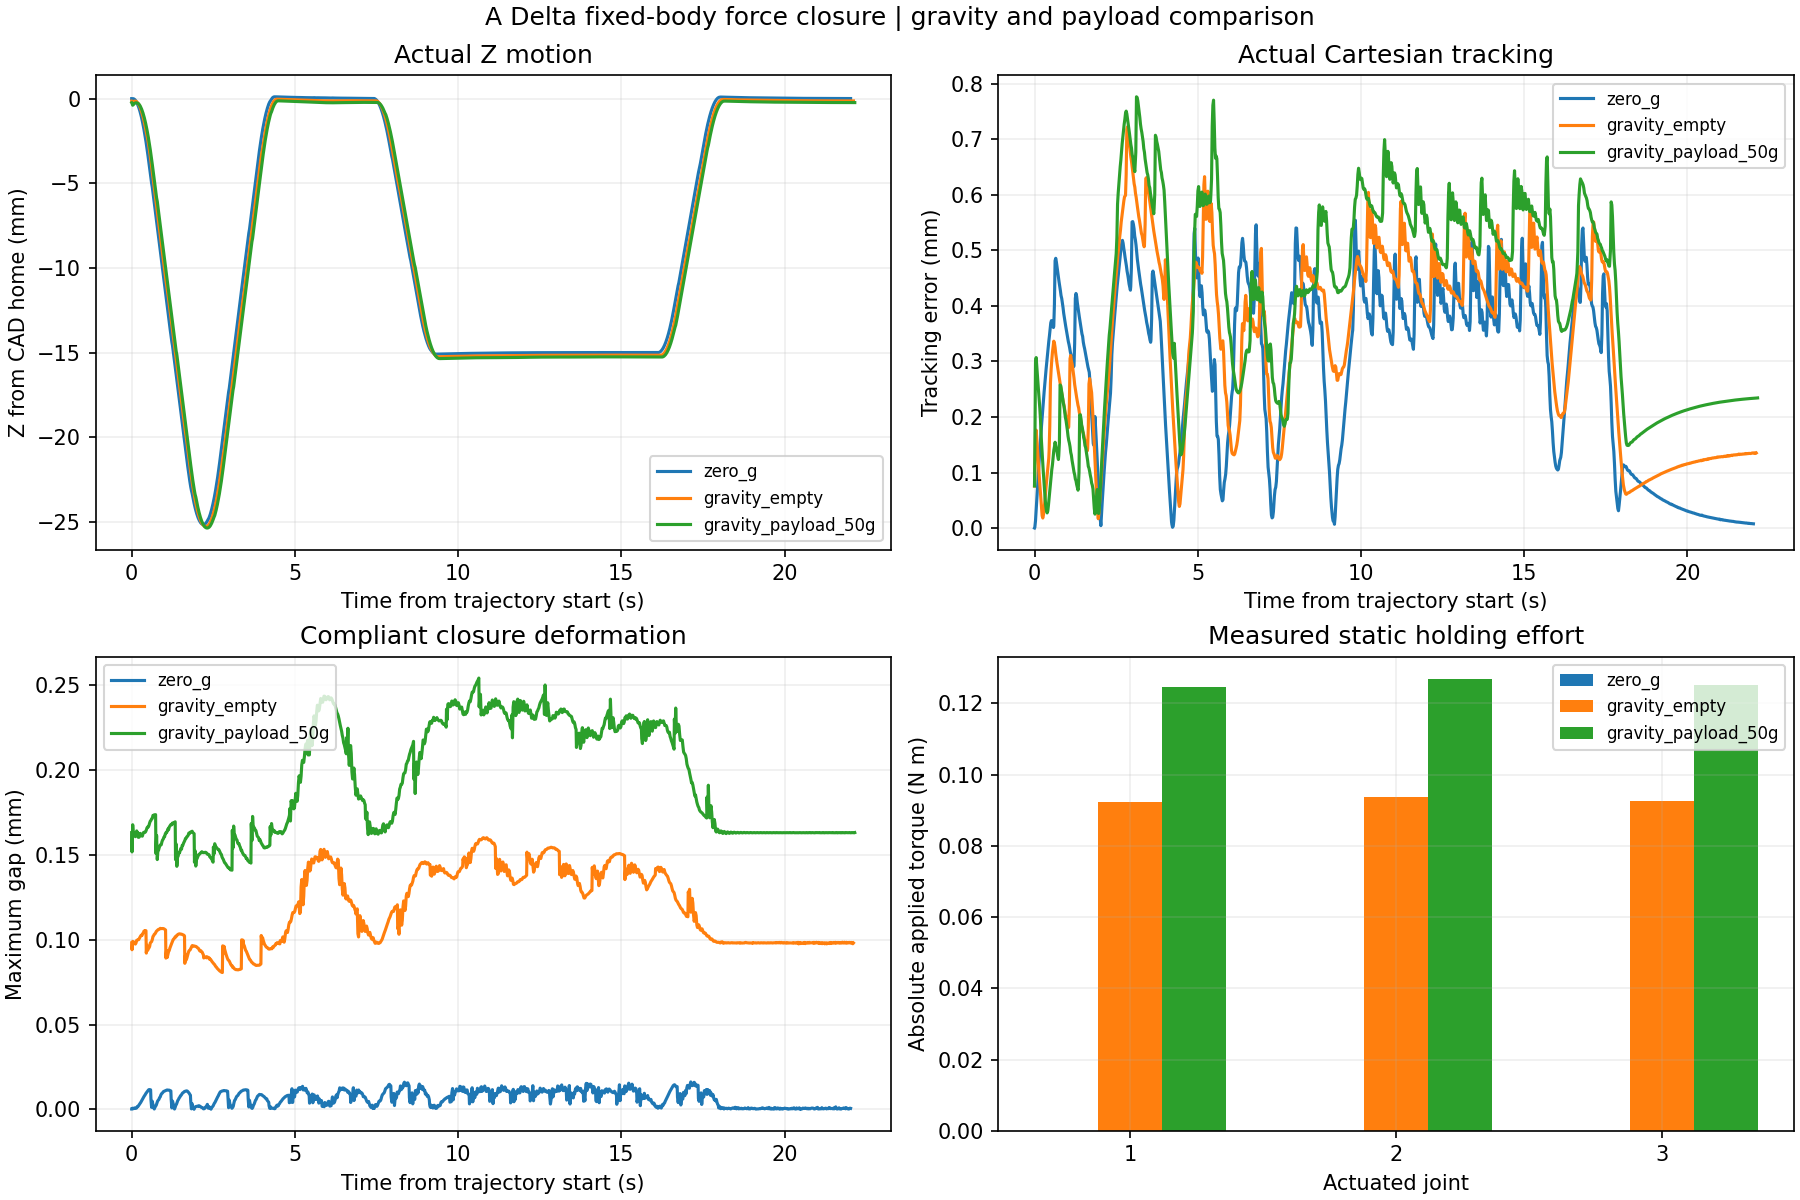 A Delta fixed-body force closure | gravity and payload comparison
Actual Z motion
Z from CAD home (mm)
0
−5
−10
−15
−20
−25
zero_g
gravity_empty
gravity_payload_50g
0 5 10 15 20
Time from trajectory start (s)
Actual Cartesian tracking
Tracking error (mm)
0.8
0.7
0.6
0.5
0.4
0.3
0.2
0.1
0.0
zero_g
gravity_empty
gravity_payload_50g
0 5 10 15 20
Time from trajectory start (s)
Compliant closure deformation
Maximum gap (mm)
0.25
0.20
0.15
0.10
0.05
0.00
zero_g
gravity_empty
gravity_payload_50g
0 5 10 15 20
Time from trajectory start (s)
Measured static holding effort
Absolute applied torque (N m)
0.12
0.10
0.08
0.06
0.04
0.02
0.00
zero_g
gravity_empty
gravity_payload_50g
1 2 3
Actuated joint